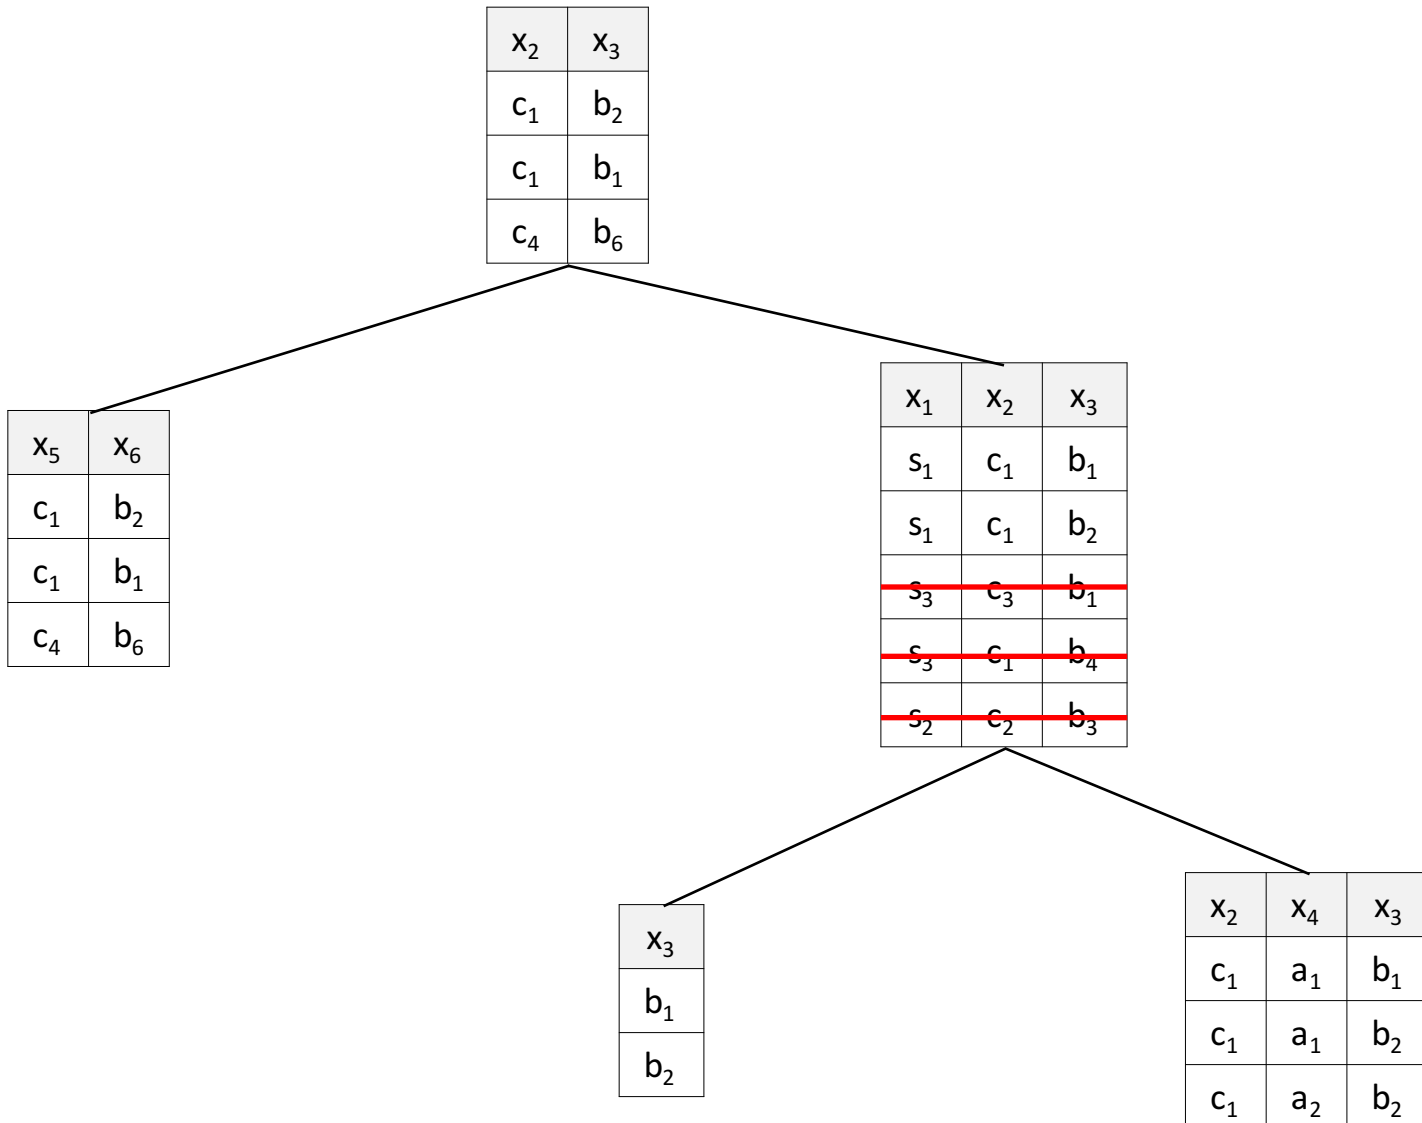 x₂ x₃
c₁ b₂
c₁ b₁
c₄ b₆
x₅ x₆
c₁ b₂
c₁ b₁
c₄ b₆
x₁ x₂ x₃
s₁ c₁ b₁
s₁ c₁ b₂
s₃ c₃ b₁
s₃ c₁ b₄
s₂ c₂ b₃
x₃
b₁
b₂
x₂ x₄ x₃
c₁ a₁ b₁
c₁ a₁ b₂
c₁ a₂ b₂